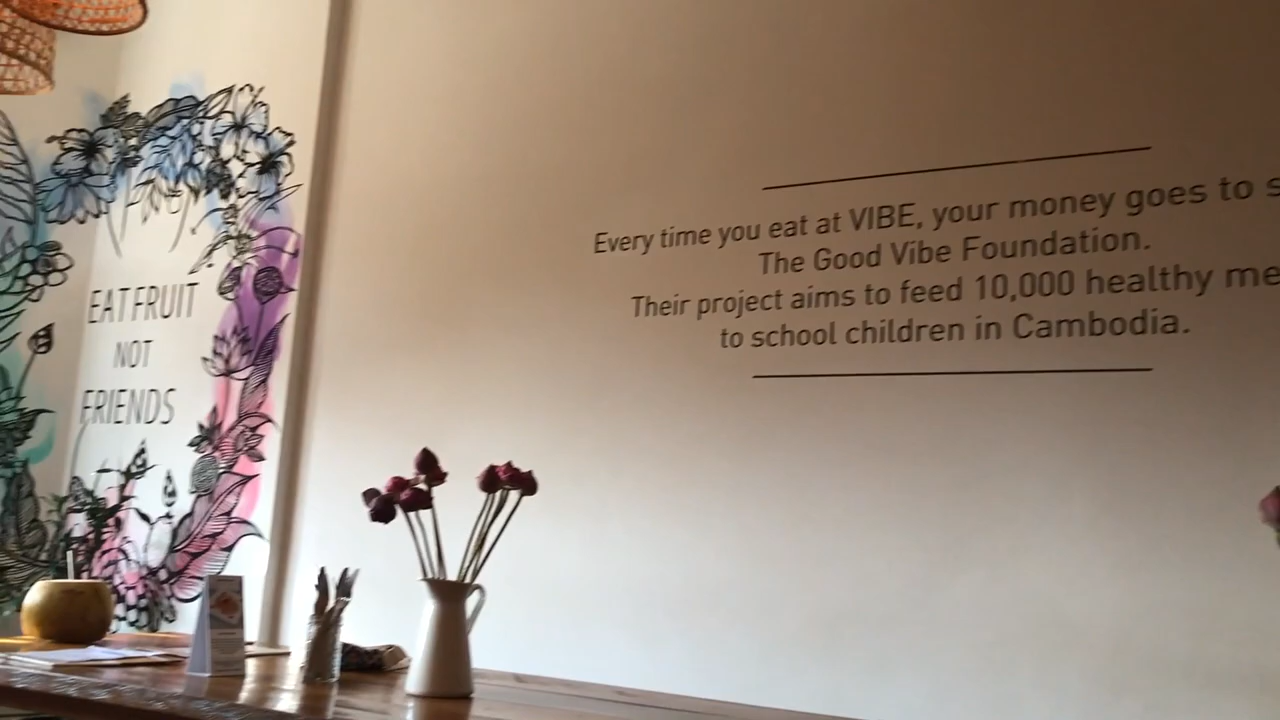 EAT FRUIT
NOT
FRIENDS
Every time you eat at VIBE, your money goes to
The Good Vibe Foundation.
Their project aims to feed 10,000 healthy
to school children in Cambodia.